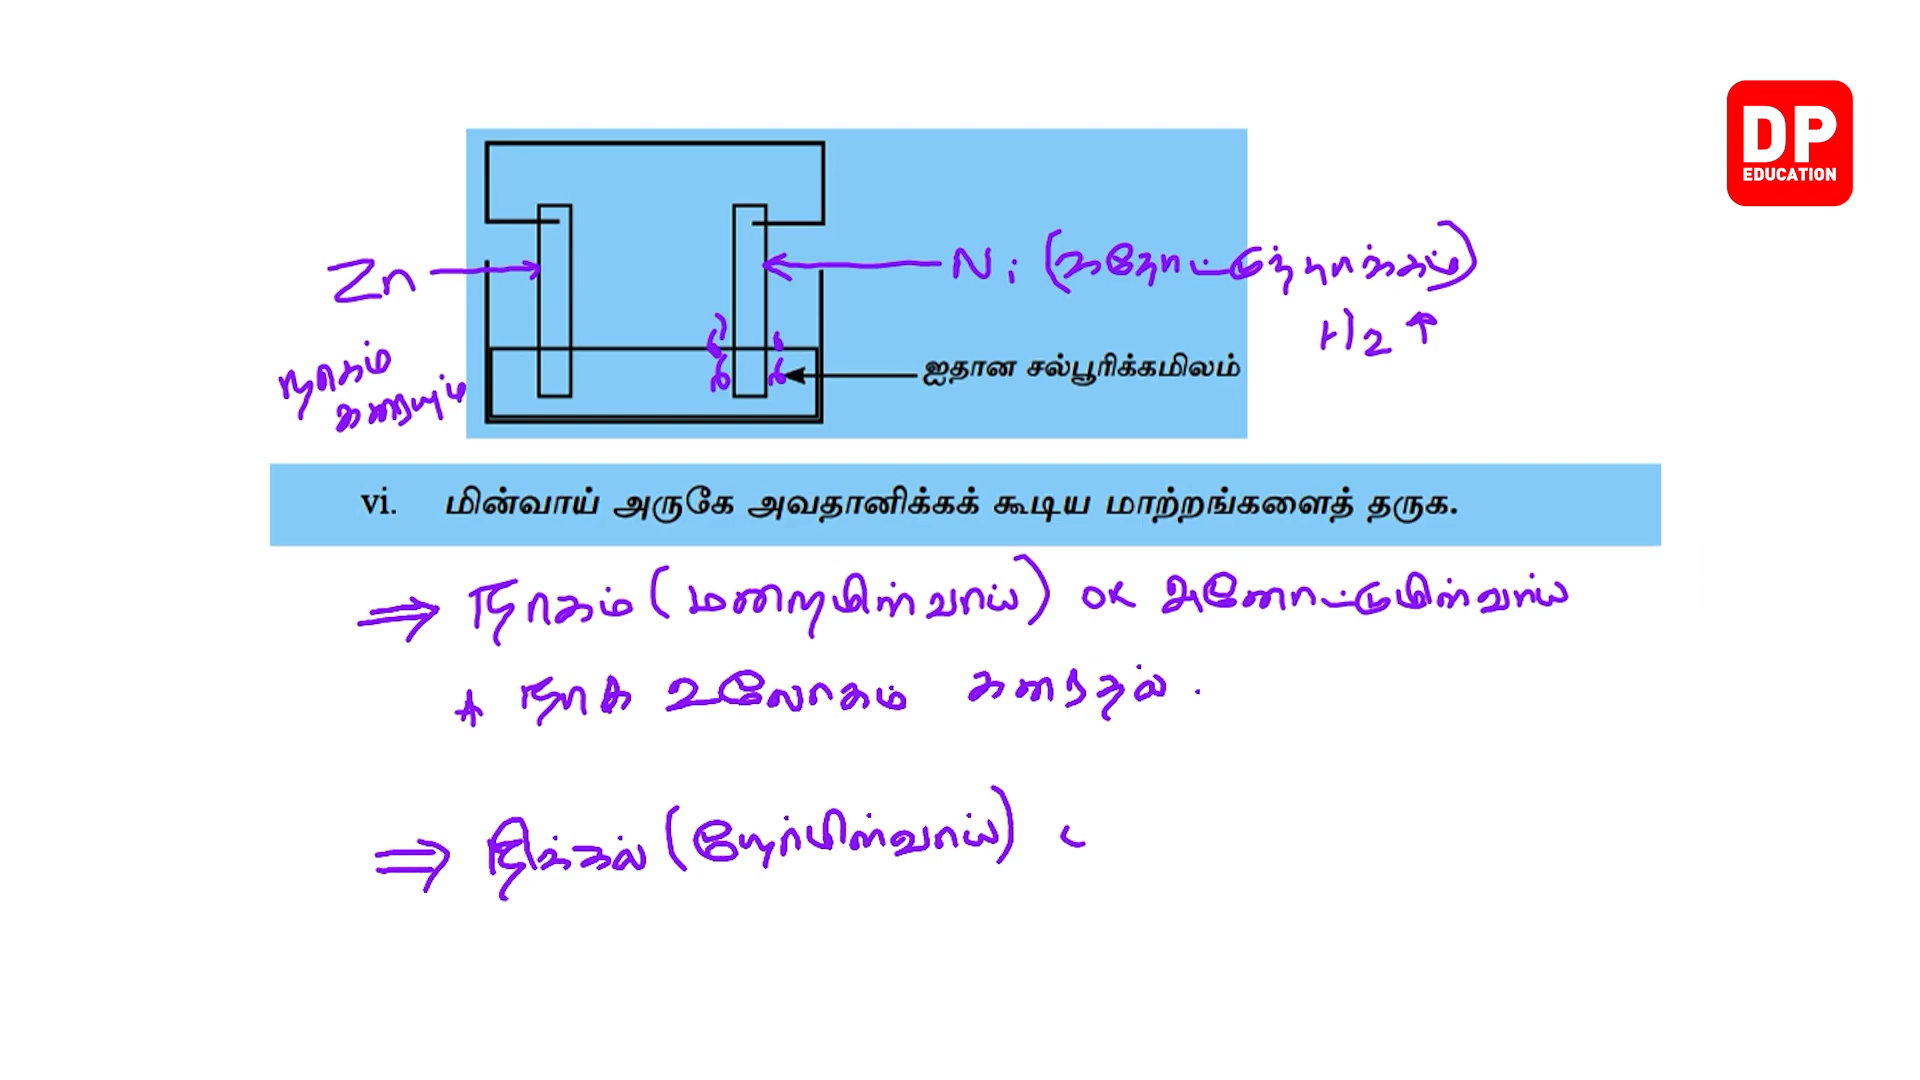 DP
EDUCATION
Zn
Ni (கதோட்டுத்தாக்கம்)
H2 ↑
ஐதான சல்பூரிக்கமிலம்
நாகம்
கரையும்
vi. மின்வாய் அருகே அவதானிக்கக் கூடிய மாற்றங்களைத் தருக.
⇒ நாகம் (மறைமின்வாய்) or அனோட்டுமின்வாய்
* நாக உலோகம் கரைதல்.
⇒ நிக்கல் (நேர்மின்வாய்)